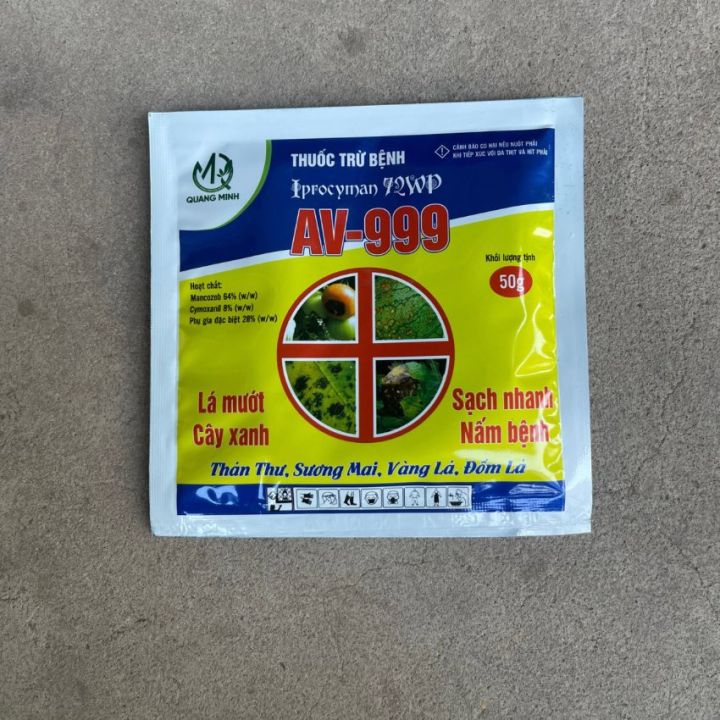 QUANG MINH
THUỐC TRỪ BỆNH
Iprocyman 72WP
AV-999
CẢNH BÁO CÓ HẠI NẾU NUỐT PHẢI
KHI TIẾP XÚC VỚI DA THỊT VÀ HÍT PHẢI
Khối lượng tịnh
50g
Hoạt chất:
Mancozeb 64% (w/w)
Cymoxanil 8% (w/w)
Phụ gia đặc biệt 28% (w/w)
Lá mướt
Cây xanh
Sạch nhanh
Nấm bệnh
Thán Thư, Sương Mai, Vàng Lá, Đốm Lá